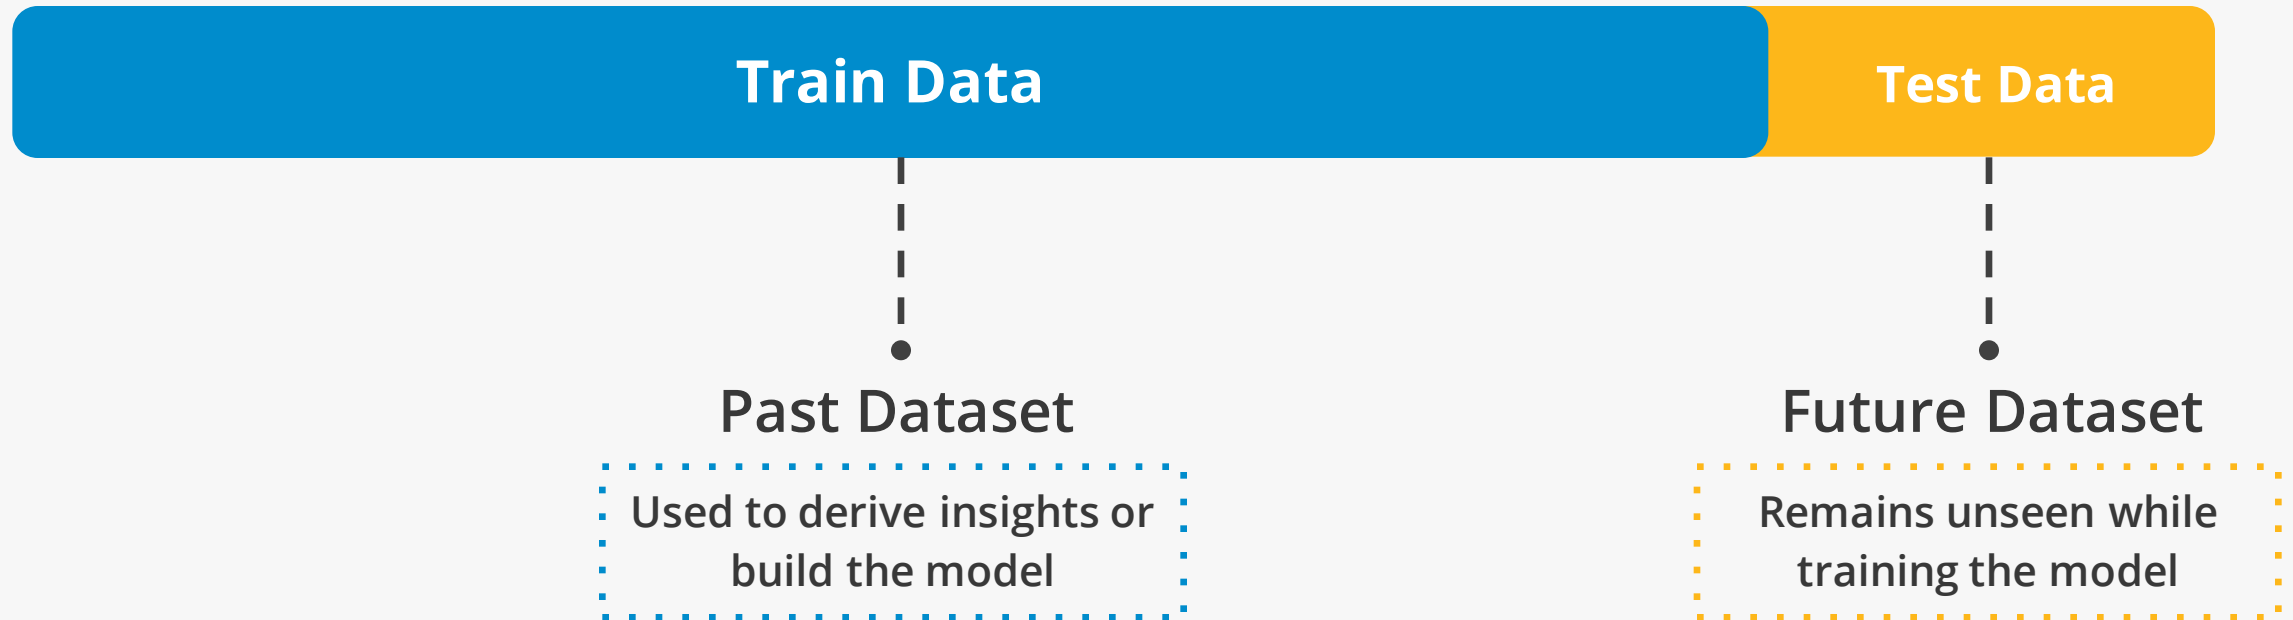 Train Data
Test Data
Past Dataset
Future Dataset
Used to derive insights or
build the model
Remains unseen while
training the model